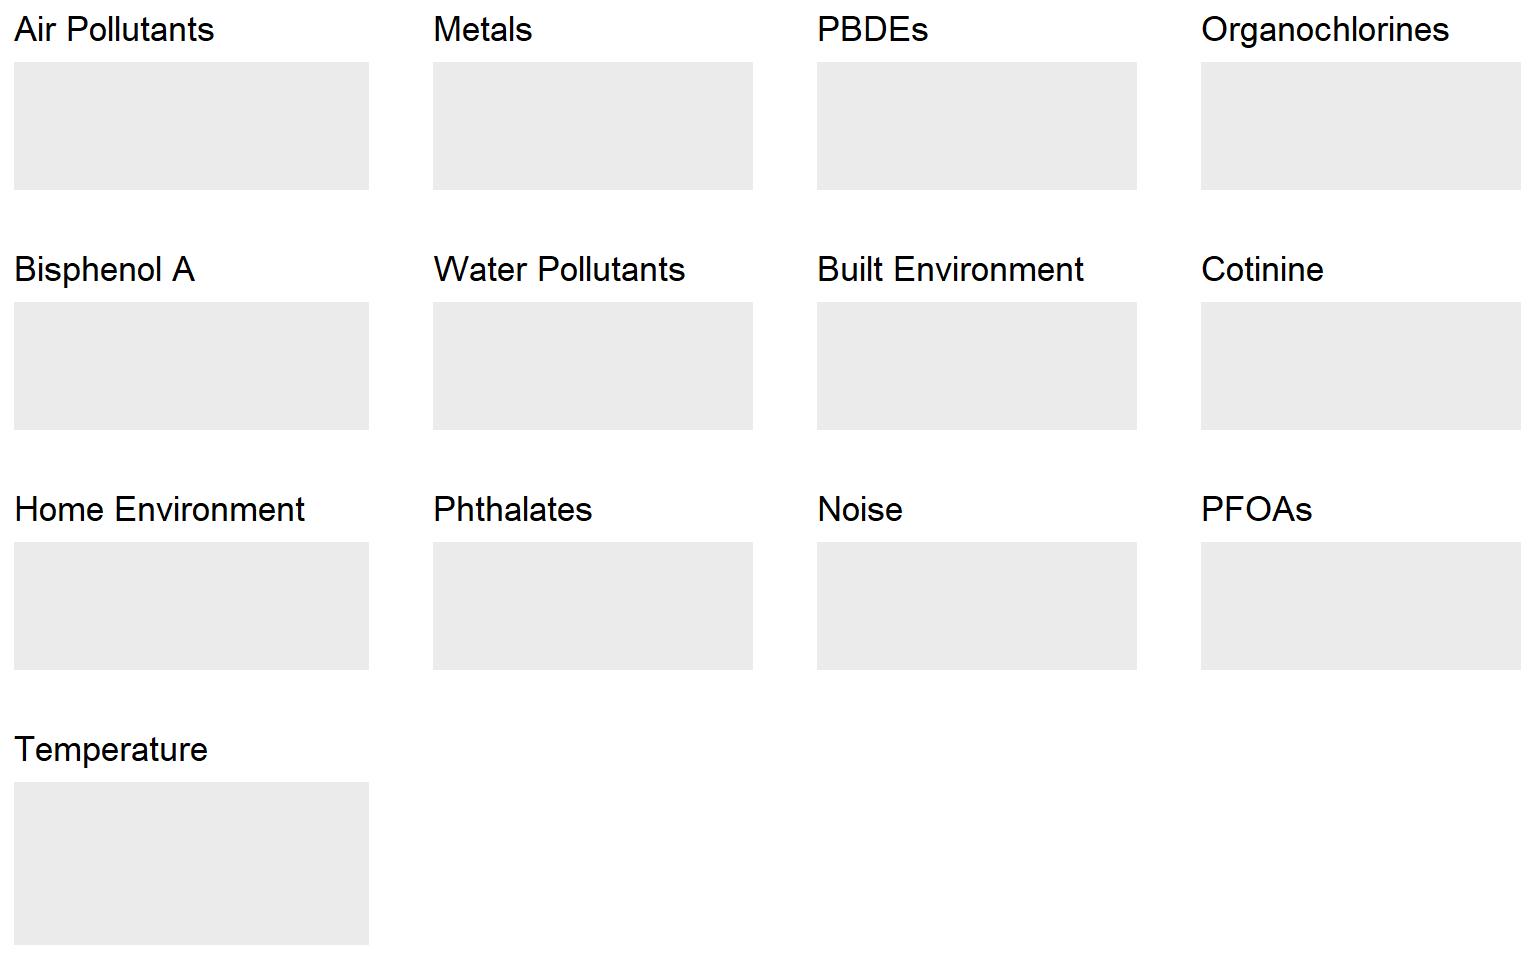 Air Pollutants
Metals
PBDEs
Organochlorines
Bisphenol A
Water Pollutants
Built Environment
Cotinine
Home Environment
Phthalates
Noise
PFOAs
Temperature